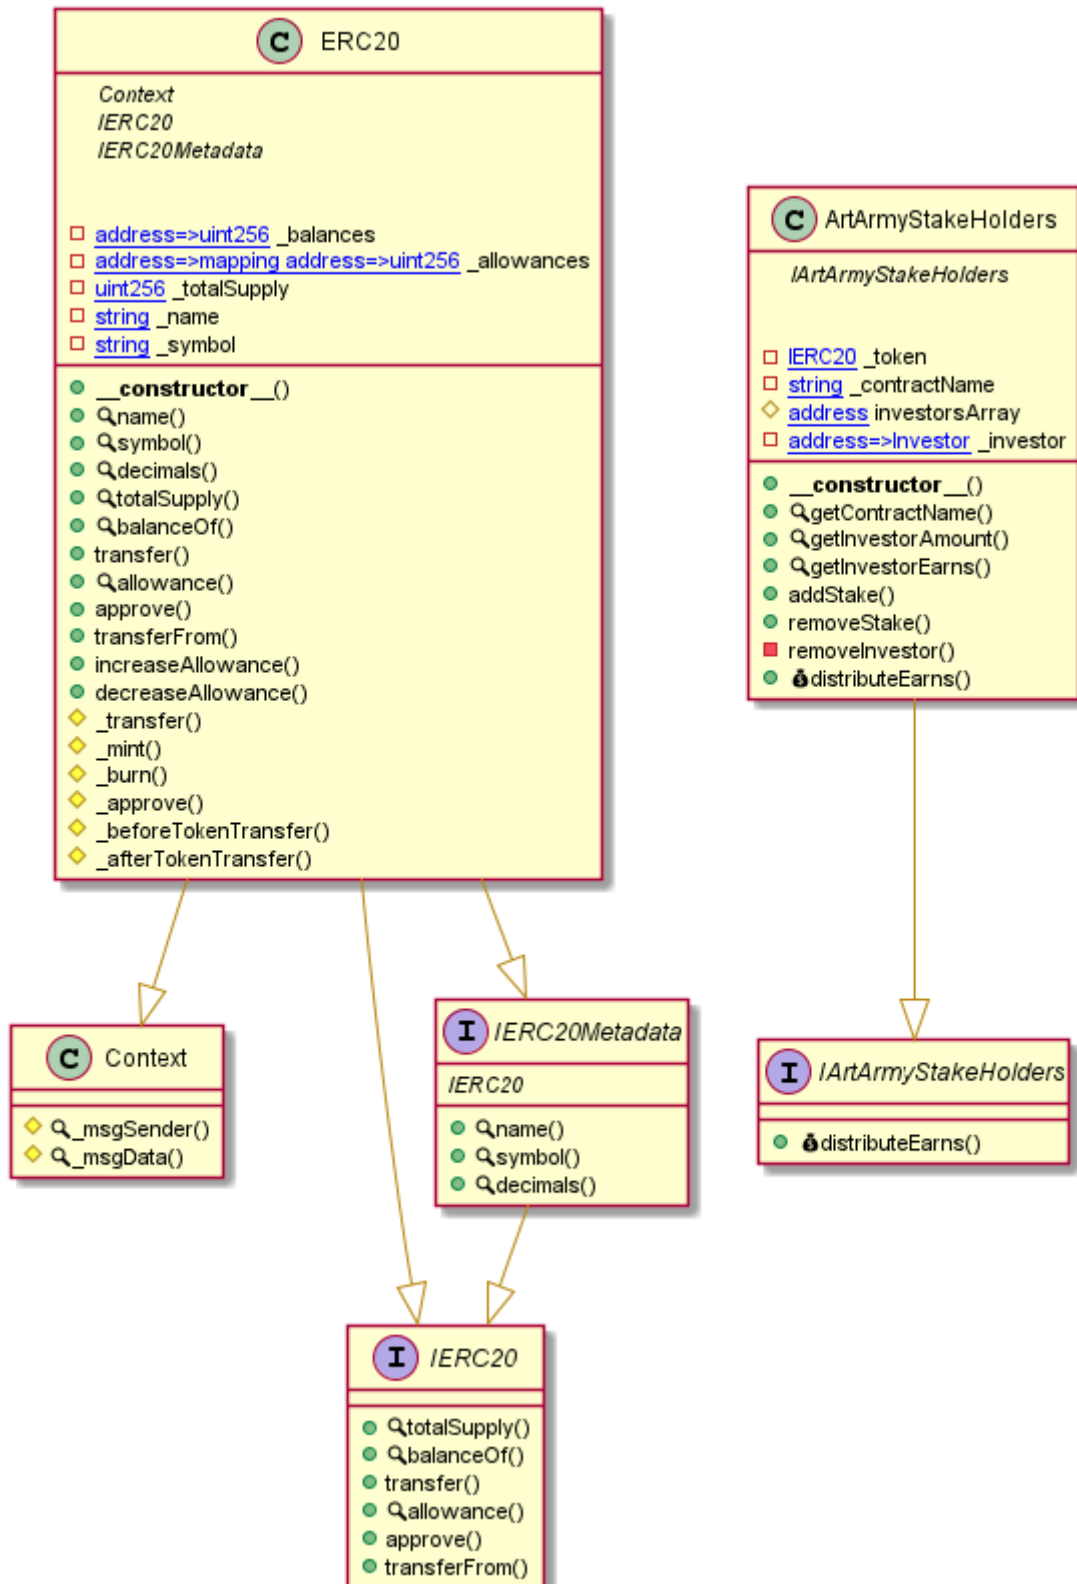 C ERC20
Context
IERC20
IERC20Metadata
address=>uint256 _balances
address=>mapping address=>uint256 _allowances
uint256 _totalSupply
string _name
string _symbol
__constructor__()
name()
symbol()
decimals()
totalSupply()
balanceOf()
transfer()
allowance()
approve()
transferFrom()
increaseAllowance()
decreaseAllowance()
_transfer()
_mint()
_burn()
_approve()
_beforeTokenTransfer()
_afterTokenTransfer()
C ArtArmyStakeHolders
IArtArmyStakeHolders
IERC20 _token
string _contractName
address investorsArray
address=>Investor _investor
__constructor__()
getContractName()
getInvestorAmount()
getInvestorEarns()
addStake()
removeStake()
removeInvestor()
distributeEarns()
C Context
_msgSender()
_msgData()
I IERC20Metadata
IERC20
name()
symbol()
decimals()
I IArtArmyStakeHolders
distributeEarns()
I IERC20
totalSupply()
balanceOf()
transfer()
allowance()
approve()
transferFrom()